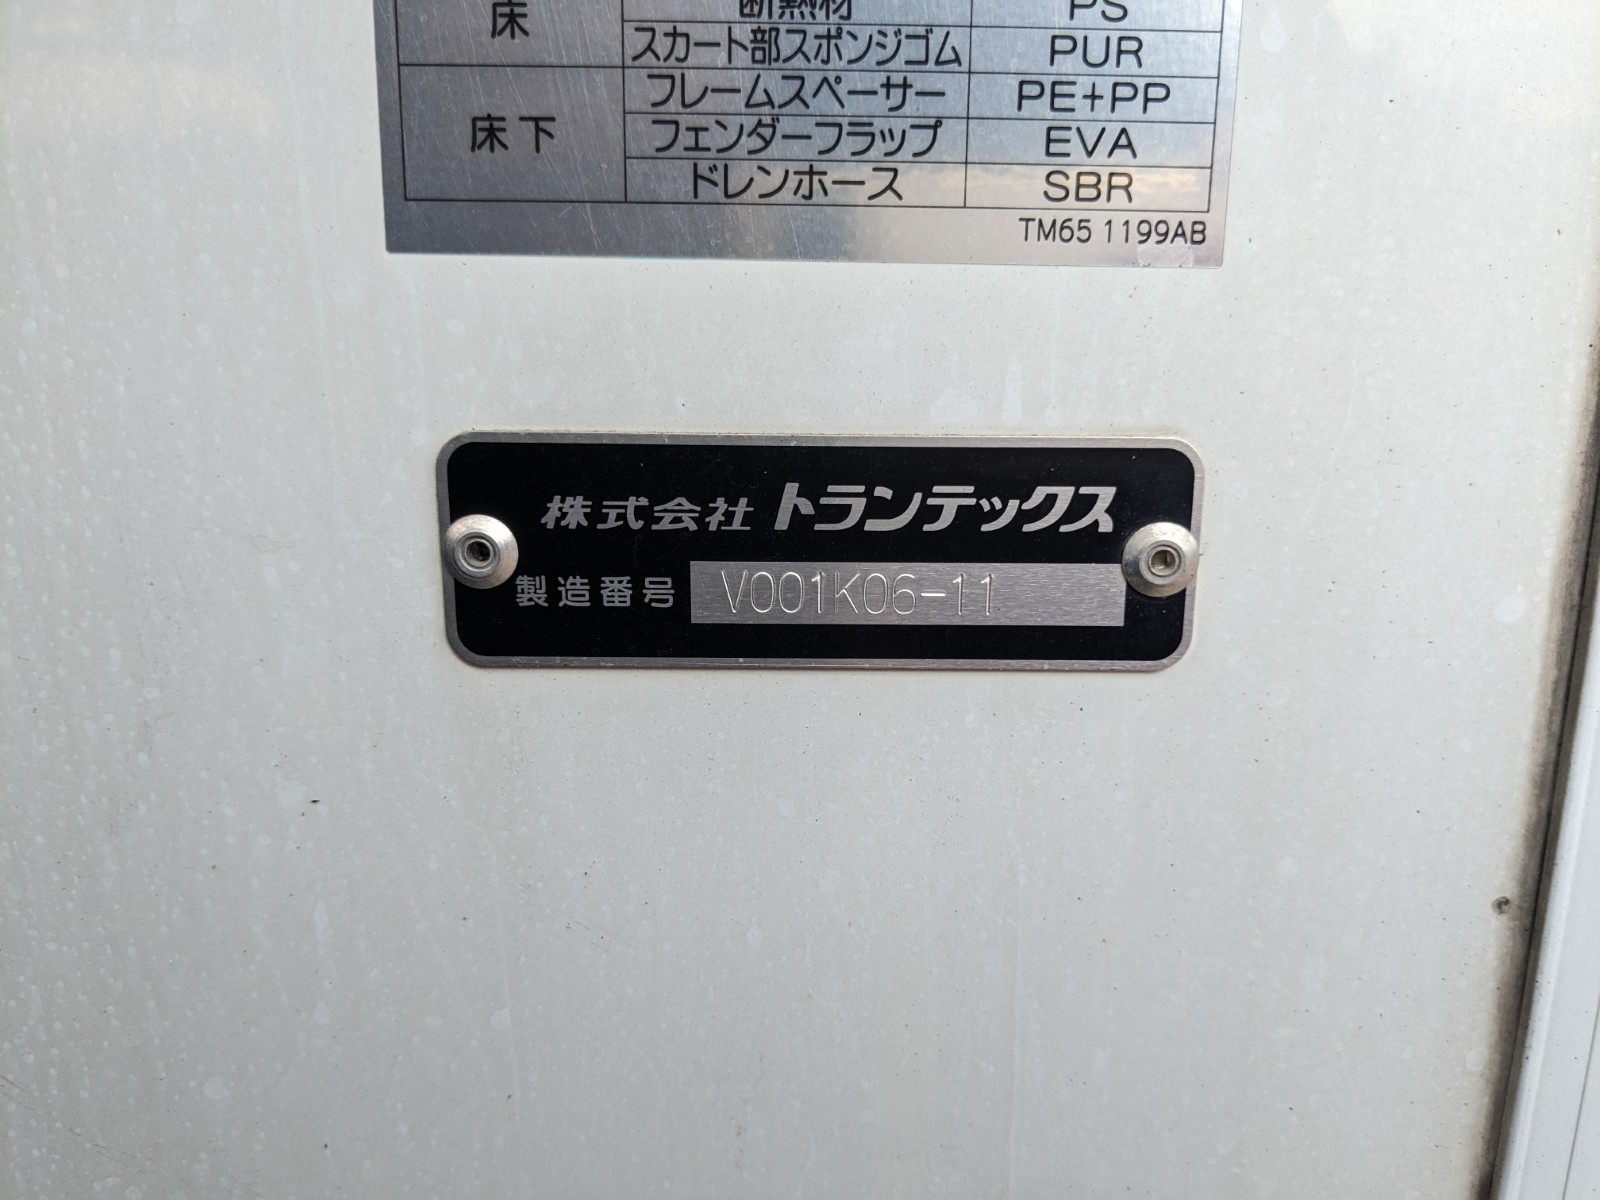 床 断熱材 PS
スカート部スポンジゴム PUR
床下 フレームスペーサー PE+PP
フェンダーフラップ EVA
ドレンホース SBR
TM65 1199AB
株式会社 トランテックス
製造番号 V001K06-11